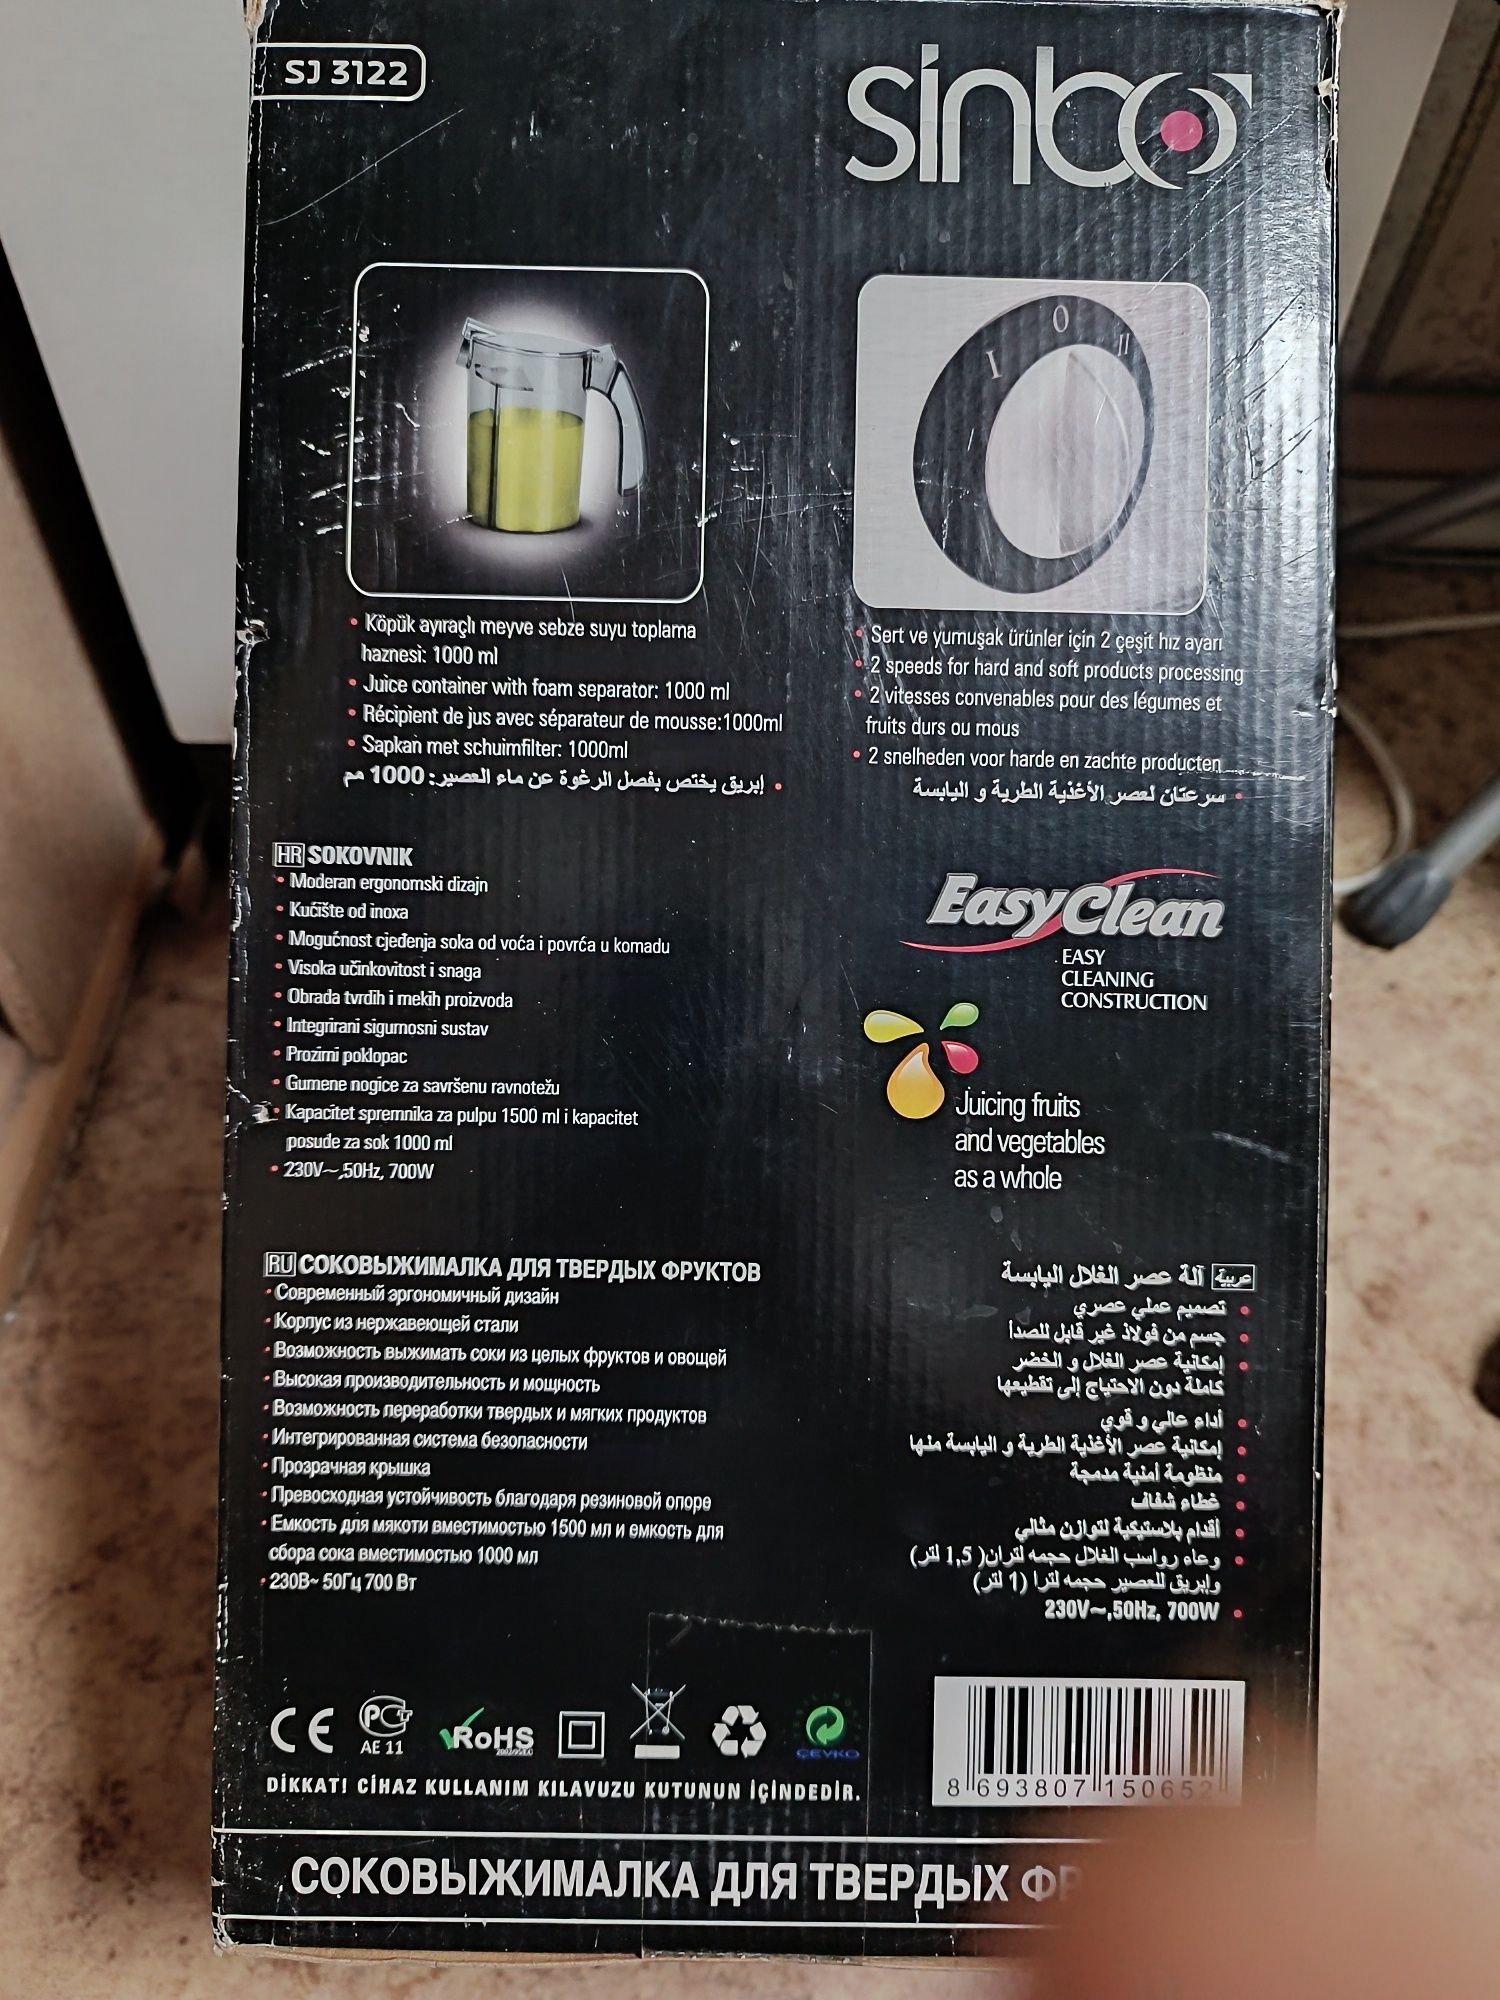 SJ 3122
sinbo
I 0 II
• Köpük ayıraçlı meyve sebze suyu toplama
haznesi: 1000 ml
• Juice container with foam separator: 1000 ml
• Récipient de jus avec séparateur de mousse:1000ml
• Sapkan met schuimfilter: 1000ml
• إبريق يختص بفصل الرغوة عن ماء العصير: 1000 مم
• Sert ve yumuşak ürünler için 2 çeşit hız ayarı
• 2 speeds for hard and soft products processing
• 2 vitesses convenables pour des légumes et
fruits durs ou mous
• 2 snelheden voor harde en zachte producten
• سرعتان لعصر الأغذية الطرية و اليابسة
HR SOKOVNIK
• Moderan ergonomski dizajn
• Kućište od inoxa
• Mogućnost cjeđenja soka od voća i povrća u komadu
• Visoka učinkovitost i snaga
• Obrada tvrdih i mekih proizvoda
• Integrirani sigurnosni sustav
• Prozirni poklopac
• Gumene nogice za savršenu ravnotežu
• Kapacitet spremnika za pulpu 1500 ml i kapacitet
posude za sok 1000 ml
• 230V~,50Hz, 700W
EasyClean
EASY
CLEANING
CONSTRUCTION
Juicing fruits
and vegetables
as a whole
RU СОКОВЫЖИМАЛКА ДЛЯ ТВЕРДЫХ ФРУКТОВ
• Современный эргономичный дизайн
• Корпус из нержавеющей стали
• Возможность выжимать соки из целых фруктов и овощей
• Высокая производительность и мощность
• Возможность переработки твердых и мягких продуктов
• Интегрированная система безопасности
• Прозрачная крышка
• Превосходная устойчивость благодаря резиновой опоре
• Емкость для мякоти вместимостью 1500 мл и емкость для
сбора сока вместимостью 1000 мл
• 230В~ 50Гц 700 Вт
عربية آلة عصر الغلال اليابسة
• تصميم عملي عصري
• جسم من فولاذ غير قابل للصدأ
• إمكانية عصر الغلال و الخضر
كاملة دون الاحتياج إلى تقطيعها
• أداء عالي و قوي
• إمكانية عصر الأغذية الطرية و اليابسة منها
• منظومة أمنية مدمجة
• غطاء شفاف
• أقدام بلاستيكية لتوازن مثالي
• وعاء رواسب الغلال حجمه لتران( 1,5 لتر)
وإبريق للعصير حجمه لترا (1 لتر)
• 230V~,50Hz, 700W
CE
РСТ
AE 11
RoHS
2002/95/EC
ÇEVKO
DİKKAT! CİHAZ KULLANIM KILAVUZU KUTUNUN İÇİNDEDİR.
8 693807 150652
СОКОВЫЖИМАЛКА ДЛЯ ТВЕРДЫХ